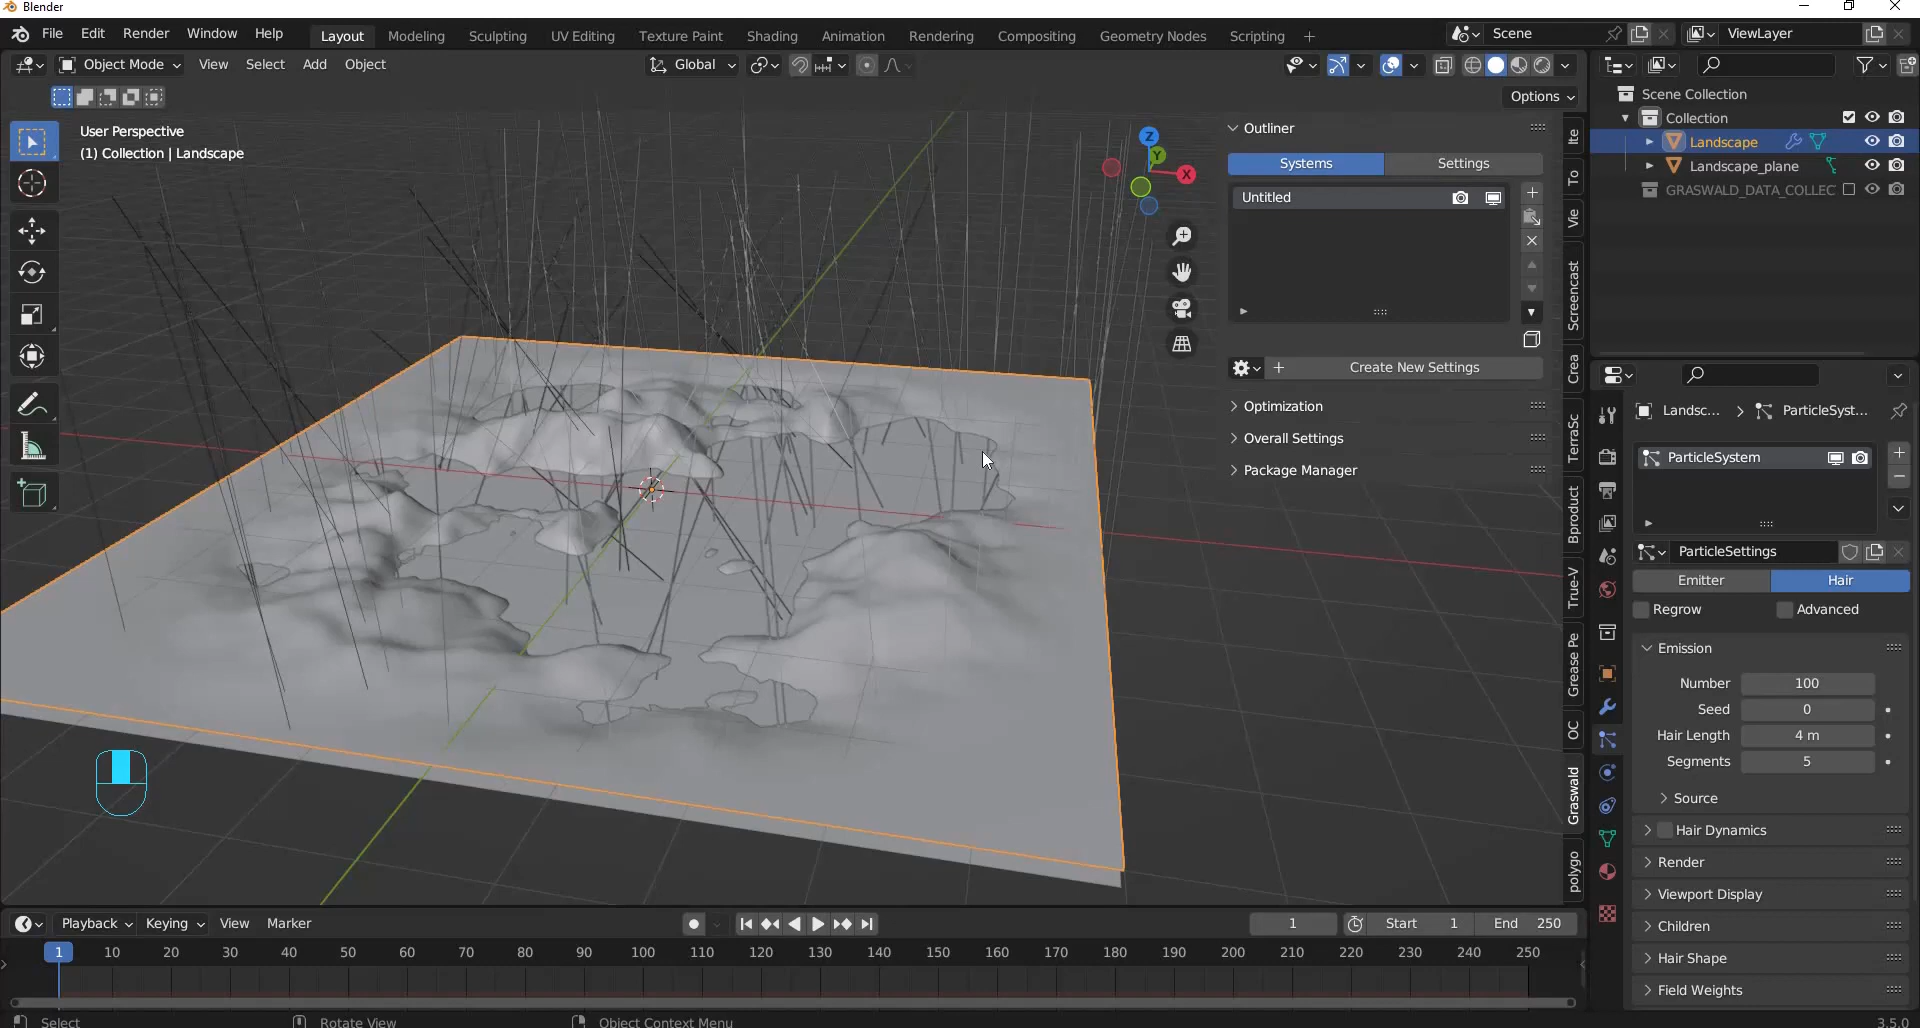 Blender
File Edit Render Window Help Layout Modeling Sculpting UV Editing Texture Paint Shading Animation Rendering Compositing Geometry Nodes Scripting + Scene ViewLayer
Object Mode View Select Add Object Global
Options
User Perspective
(1) Collection | Landscape
Z
Y
X
Outliner
Systems Settings
Untitled
Create New Settings
Optimization
Overall Settings
Package Manager
Ite
To
Vie
Screencast
Crea
TerraSc
Bproduct
True-V
Grease Pe
OC
Graswald
polygo
Scene Collection
Collection
Landscape
Landscape_plane
GRASWALD_DATA_COLLEC
Landsc... > ParticleSyst...
ParticleSystem
ParticleSettings
Emitter Hair
Regrow Advanced
Emission
Number 100
Seed 0
Hair Length 4 m
Segments 5
Source
Hair Dynamics
Render
Viewport Display
Children
Hair Shape
Field Weights
Playback Keying View Marker 1 Start 1 End 250
1 10 20 30 40 50 60 70 80 90 100 110 120 130 140 150 160 170 180 190 200 210 220 230 240 250
Select Rotate View Object Context Menu 3.5.0